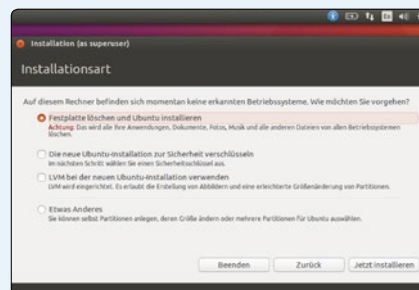 En
Installation (as superuser)
Installationsart
Auf diesem Rechner befinden sich momentan keine erkannten Betriebssysteme. Wie möchten Sie vorgehen?
Festplatte löschen und Ubuntu installieren
Achtung: Das wird alle Ihre Anwendungen, Dokumente, Fotos, Musik und alle anderen Dateien von allen Betriebssystemen
löschen.
Die neue Ubuntu-Installation zur Sicherheit verschlüsseln
Im nächsten Schritt wählen Sie einen Sicherheitsschlüssel aus.
LVM bei der neuen Ubuntu-Installation verwenden
LVM wird eingerichtet. Es erlaubt die Erstellung von Abbildern und eine erleichterte Größenänderung von Partitionen.
Etwas Anderes
Sie können selbst Partitionen anlegen, deren Größe ändern oder mehrere Partitionen für Ubuntu auswählen.
Beenden Zurück Jetzt installieren